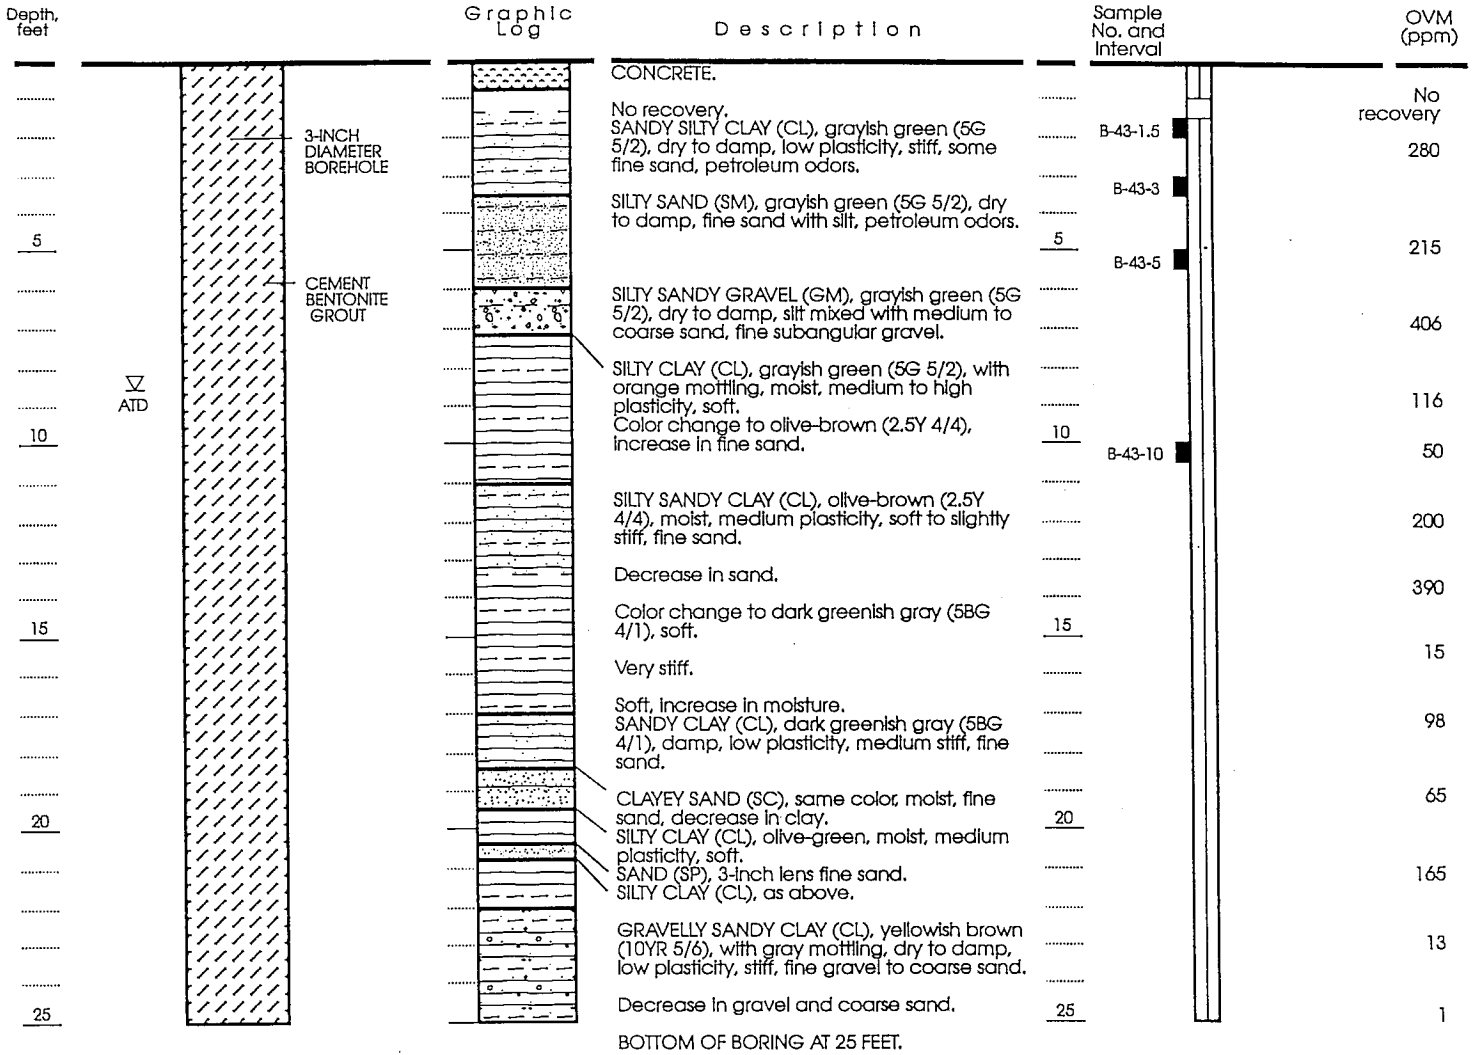 Depth,
feet
Graphic
Log
Description
Sample
No. and
Interval
OVM
(ppm)
CONCRETE.
No recovery.
SANDY SILTY CLAY (CL), grayish green (5G
5/2), dry to damp, low plasticity, stiff, some
fine sand, petroleum odors.
SILTY SAND (SM), grayish green (5G 5/2), dry
to damp, fine sand with silt, petroleum odors.
SILTY SANDY GRAVEL (GM), grayish green (5G
5/2), dry to damp, silt mixed with medium to
coarse sand, fine subangular gravel.
SILTY CLAY (CL), grayish green (5G 5/2), with
orange mottling, moist, medium to high
plasticity, soft.
Color change to olive-brown (2.5Y 4/4),
increase in fine sand.
SILTY SANDY CLAY (CL), olive-brown (2.5Y
4/4), moist, medium plasticity, soft to slightly
stiff, fine sand.
Decrease in sand.
Color change to dark greenish gray (5BG
4/1), soft.
Very stiff.
Soft, increase in moisture.
SANDY CLAY (CL), dark greenish gray (5BG
4/1), damp, low plasticity, medium stiff, fine
sand.
CLAYEY SAND (SC), same color, moist, fine
sand, decrease in clay.
SILTY CLAY (CL), olive-green, moist, medium
plasticity, soft.
SAND (SP), 3-inch lens fine sand.
SILTY CLAY (CL), as above.
GRAVELLY SANDY CLAY (CL), yellowish brown
(10YR 5/6), with gray mottling, dry to damp,
low plasticity, stiff, fine gravel to coarse sand.
Decrease in gravel and coarse sand.
BOTTOM OF BORING AT 25 FEET.
3-INCH
DIAMETER
BOREHOLE
CEMENT
BENTONITE
GROUT
ATD
5
10
15
20
25
5
10
15
20
25
B-43-1.5
B-43-3
B-43-5
B-43-10
No
recovery
280
215
406
116
50
200
390
15
98
65
165
13
1